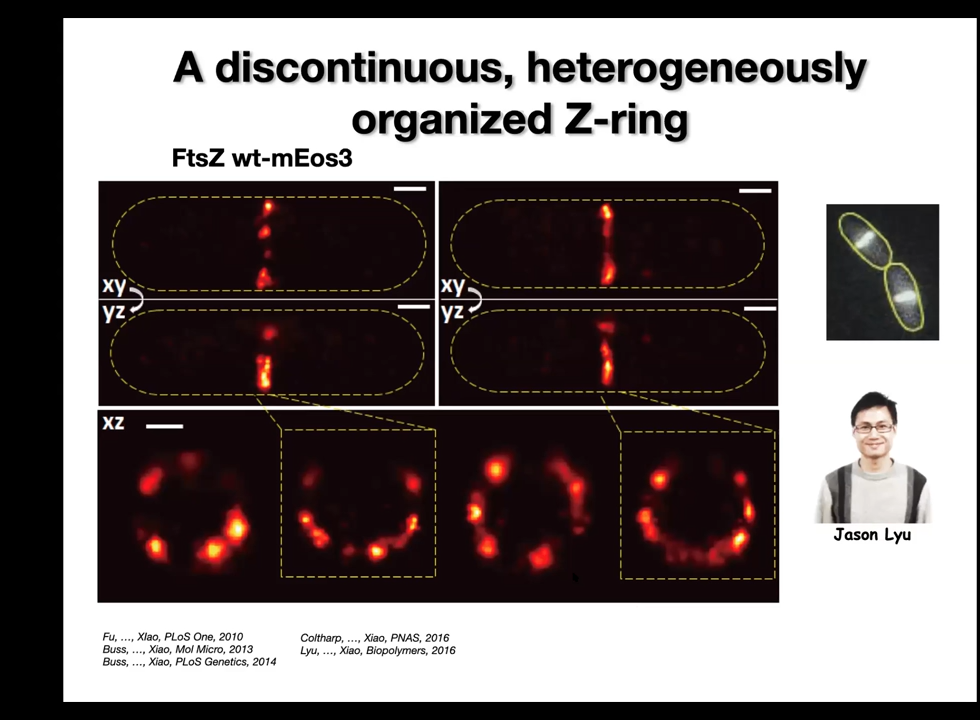 A discontinuous, heterogeneously
organized Z-ring
FtsZ wt-mEos3
xy
yz
xy
yz
xz
Jason Lyu
Fu, …, XIao, PLoS One, 2010
Buss, …, Xiao, Mol Micro, 2013
Buss, …, Xiao, PLoS Genetics, 2014
Coltharp, …, Xiao, PNAS, 2016
Lyu, …, Xiao, Biopolymers, 2016